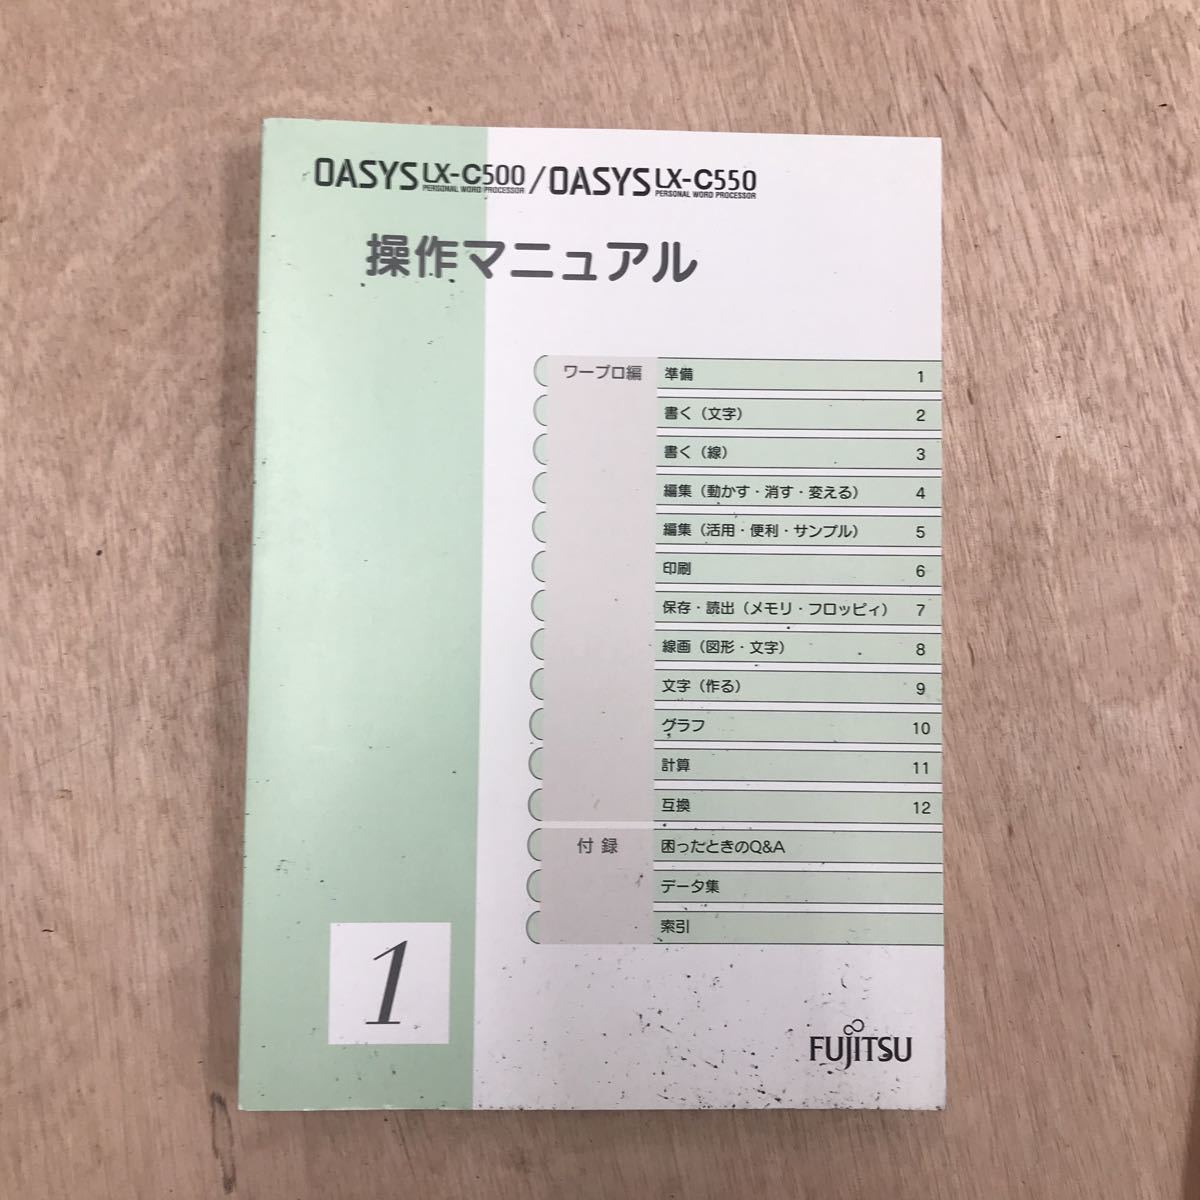 OASYS LX-C500 / OASYS LX-C550
PERSONAL WORD PROCESSOR PERSONAL WORD PROCESSOR
操作マニュアル
ワープロ編 準備 1
書く（文字） 2
書く（線） 3
編集（動かす・消す・変える） 4
編集（活用・便利・サンプル） 5
印刷 6
保存・読出（メモリ・フロッピィ） 7
線画（図形・文字） 8
文字（作る） 9
グラフ 10
計算 11
互換 12
付録 困ったときのQ&A
データ集
索引
1
FUJITSU